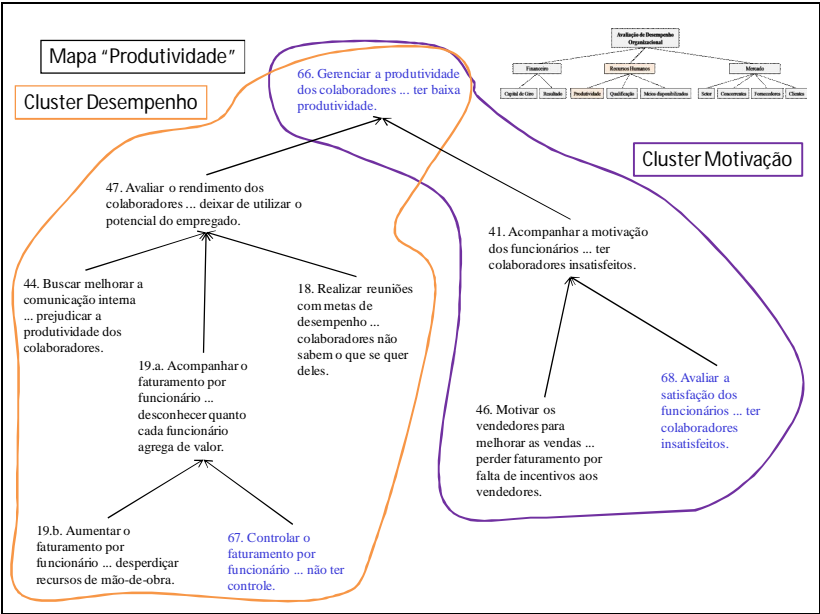 Mapa “Produtividade”
Cluster Desempenho
66. Gerenciar a produtividade
dos colaboradores ... ter baixa
produtividade.
Avaliação de Desempenho
Organizacional
Financeiro
Recursos Humanos
Mercado
Capital de Giro
Resultado
Produtividade
Qualificação
Meios disponibilizados
Setor
Concorrentes
Fornecedores
Clientes
Cluster Motivação
47. Avaliar o rendimento dos
colaboradores ... deixar de utilizar o
potencial do empregado.
41. Acompanhar a motivação
dos funcionários ... ter
colaboradores insatisfeitos.
44. Buscar melhorar a
comunicação interna
... prejudicar a
produtividade dos
colaboradores.
18. Realizar reuniões
com metas de
desempenho ...
colaboradores não
sabem o que se quer
deles.
19.a. Acompanhar o
faturamento por
funcionário ...
desconhecer quanto
cada funcionário
agrega de valor.
46. Motivar os
vendedores para
melhorar as vendas ...
perder faturamento por
falta de incentivos aos
vendedores.
68. Avaliar a
satisfação dos
funcionários ... ter
colaboradores
insatisfeitos.
19.b. Aumentar o
faturamento por
funcionário ... desperdiçar
recursos de mão-de-obra.
67. Controlar o
faturamento por
funcionário ... não ter
controle.